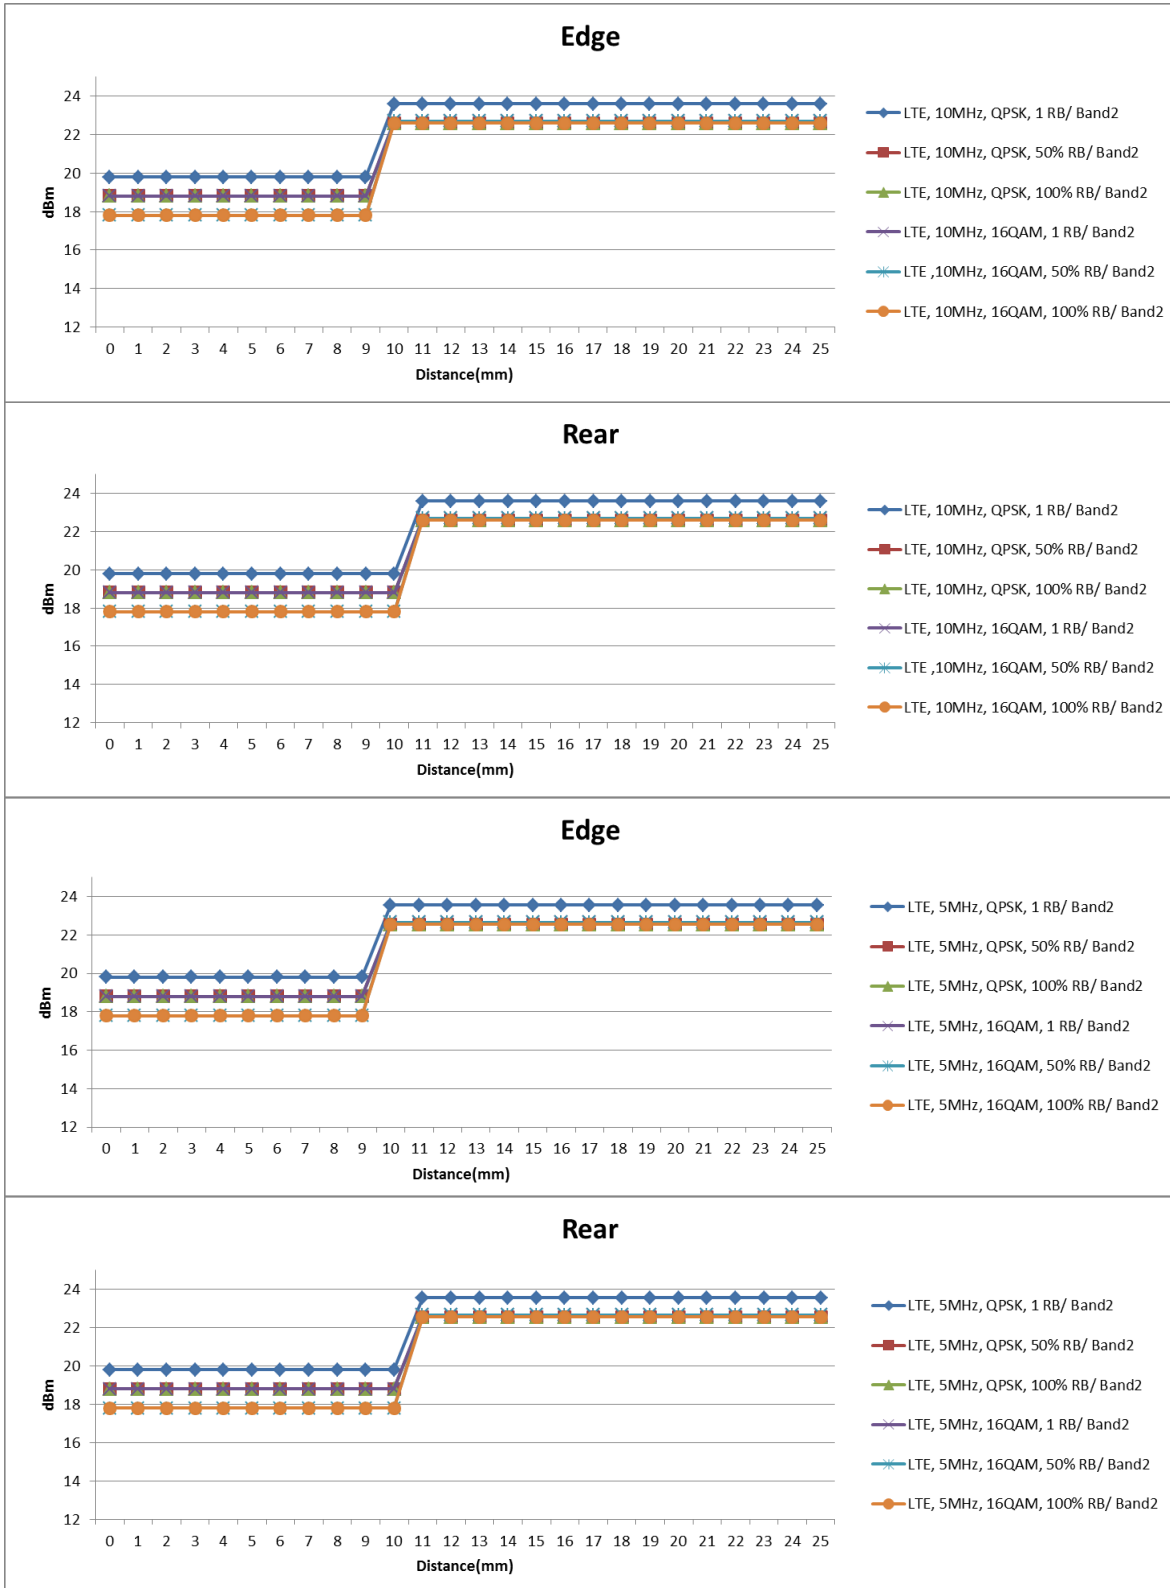 Edge
24
22
20
18
16
14
12
dBm
0 1 2 3 4 5 6 7 8 9 10 11 12 13 14 15 16 17 18 19 20 21 22 23 24 25
Distance(mm)
LTE, 10MHz, QPSK, 1 RB/ Band2
LTE, 10MHz, QPSK, 50% RB/ Band2
LTE, 10MHz, QPSK, 100% RB/ Band2
LTE, 10MHz, 16QAM, 1 RB/ Band2
LTE ,10MHz, 16QAM, 50% RB/ Band2
LTE, 10MHz, 16QAM, 100% RB/ Band2
Rear
24
22
20
18
16
14
12
dBm
0 1 2 3 4 5 6 7 8 9 10 11 12 13 14 15 16 17 18 19 20 21 22 23 24 25
Distance(mm)
LTE, 10MHz, QPSK, 1 RB/ Band2
LTE, 10MHz, QPSK, 50% RB/ Band2
LTE, 10MHz, QPSK, 100% RB/ Band2
LTE, 10MHz, 16QAM, 1 RB/ Band2
LTE ,10MHz, 16QAM, 50% RB/ Band2
LTE, 10MHz, 16QAM, 100% RB/ Band2
Edge
24
22
20
18
16
14
12
dBm
0 1 2 3 4 5 6 7 8 9 10 11 12 13 14 15 16 17 18 19 20 21 22 23 24 25
Distance(mm)
LTE, 5MHz, QPSK, 1 RB/ Band2
LTE, 5MHz, QPSK, 50% RB/ Band2
LTE, 5MHz, QPSK, 100% RB/ Band2
LTE, 5MHz, 16QAM, 1 RB/ Band2
LTE, 5MHz, 16QAM, 50% RB/ Band2
LTE, 5MHz, 16QAM, 100% RB/ Band2
Rear
24
22
20
18
16
14
12
dBm
0 1 2 3 4 5 6 7 8 9 10 11 12 13 14 15 16 17 18 19 20 21 22 23 24 25
Distance(mm)
LTE, 5MHz, QPSK, 1 RB/ Band2
LTE, 5MHz, QPSK, 50% RB/ Band2
LTE, 5MHz, QPSK, 100% RB/ Band2
LTE, 5MHz, 16QAM, 1 RB/ Band2
LTE, 5MHz, 16QAM, 50% RB/ Band2
LTE, 5MHz, 16QAM, 100% RB/ Band2